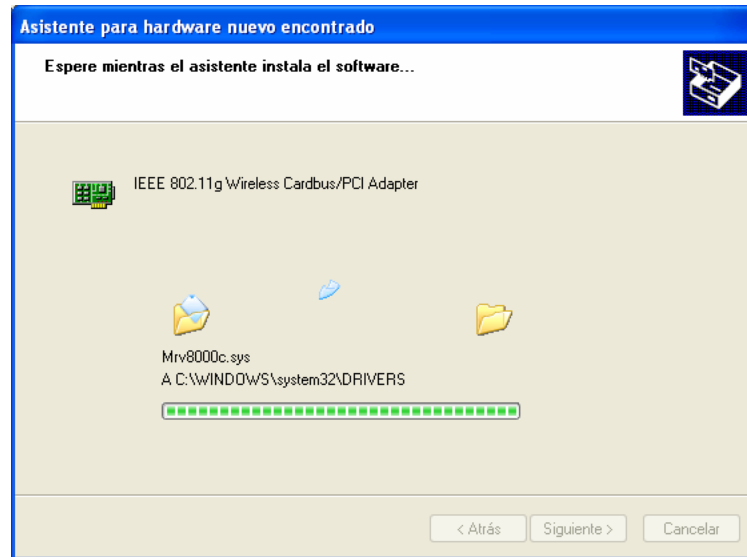 Asistente para hardware nuevo encontrado
Espere mientras el asistente instala el software...
IEEE 802.11g Wireless Cardbus/PCI Adapter
Mrv8000c.sys
A C:\WINDOWS\system32\DRIVERS
< Atrás
Siguiente >
Cancelar